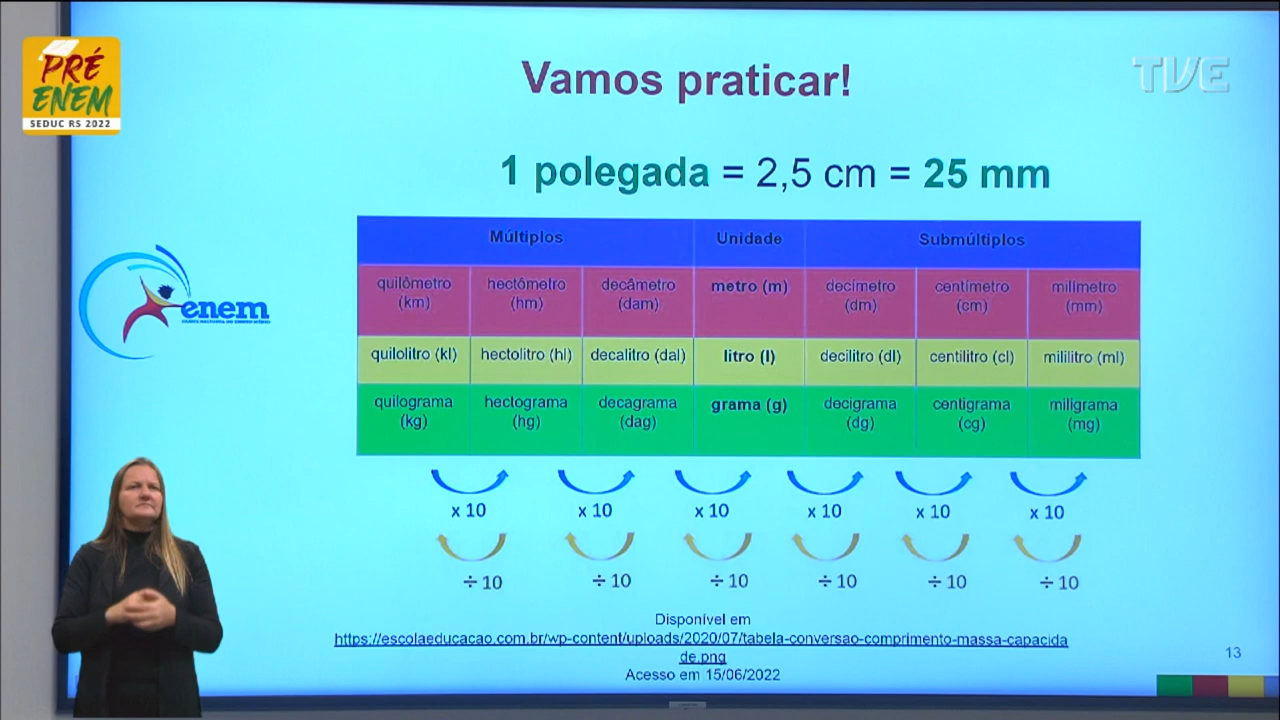 PRÉ
ENEM
SEDUC RS 2022
TVE
Vamos praticar!
1 polegada = 2,5 cm = 25 mm
Múltiplos Unidade Submúltiplos
quilômetro (km) hectômetro (hm) decâmetro (dam) metro (m) decímetro (dm) centímetro (cm) milímetro (mm)
quilolitro (kl) hectolitro (hl) decalitro (dal) litro (l) decilitro (dl) centilitro (cl) mililitro (ml)
quilograma (kg) hectograma (hg) decagrama (dag) grama (g) decigrama (dg) centigrama (cg) miligrama (mg)
enem
x 10 x 10 x 10 x 10 x 10 x 10
÷ 10 ÷ 10 ÷ 10 ÷ 10 ÷ 10 ÷ 10
Disponível em
https://escolaeducacao.com.br/wp-content/uploads/2020/07/tabela-conversao-comprimento-massa-capacida
de.png
Acesso em 15/06/2022
13